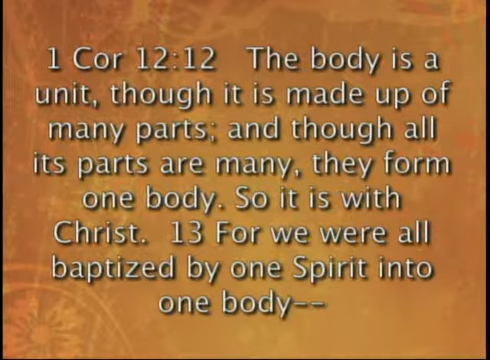 1 Cor 12:12 The body is a
unit, though it is made up of
many parts; and though all
its parts are many, they form
one body. So it is with
Christ. 13 For we were all
baptized by one Spirit into
one body--